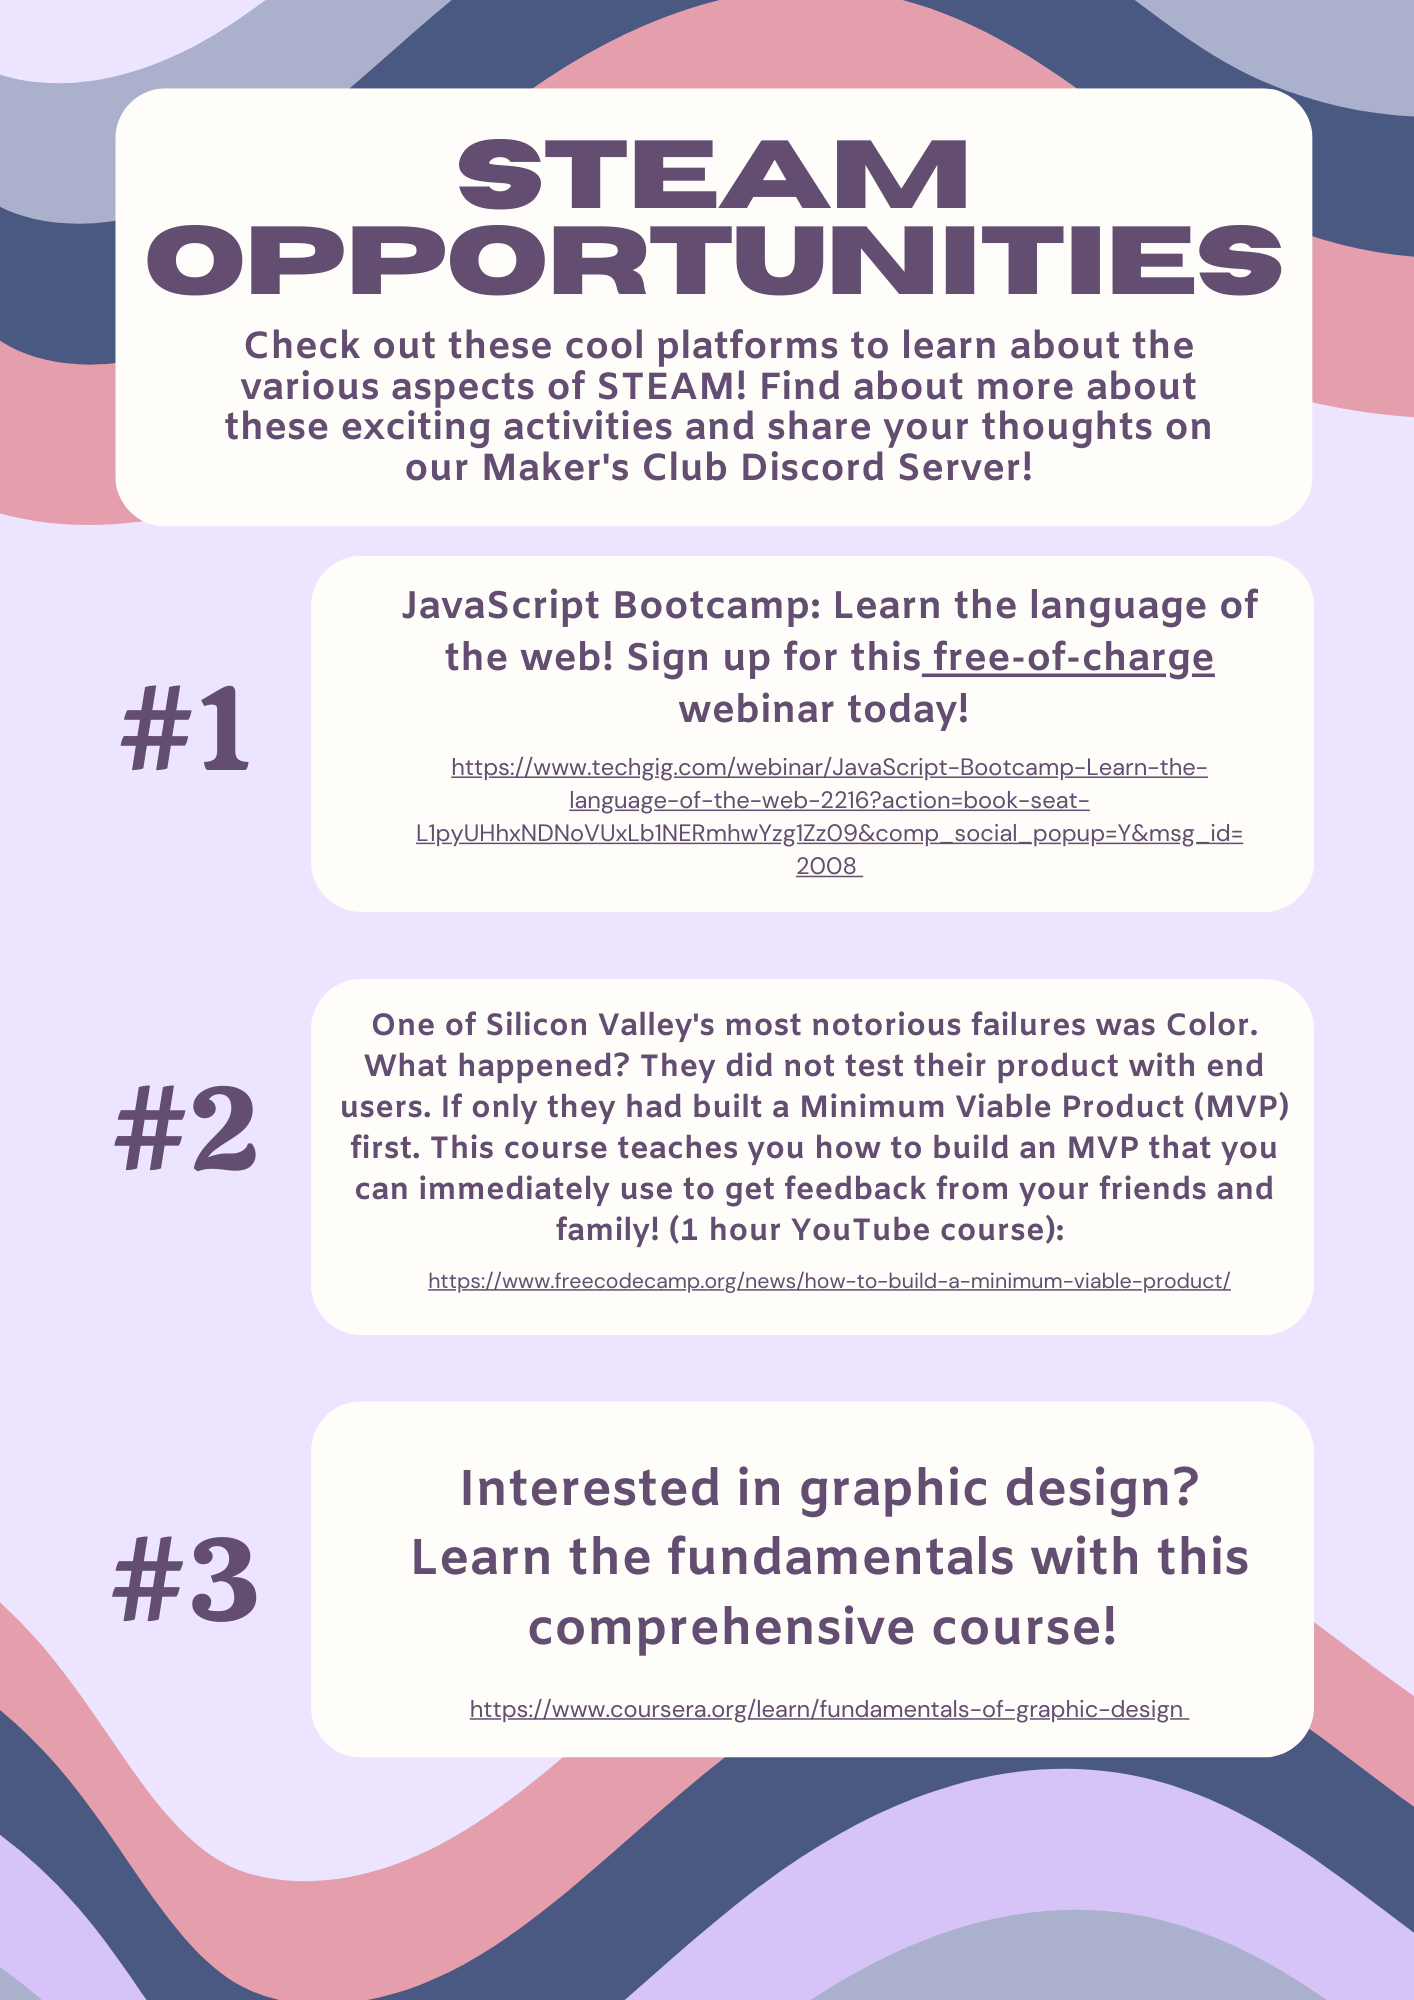 STEAM
OPPORTUNITIES
Check out these cool platforms to learn about the
various aspects of STEAM! Find about more about
these exciting activities and share your thoughts on
our Maker's Club Discord Server!
#1
JavaScript Bootcamp: Learn the language of
the web! Sign up for this free-of-charge
webinar today!
https://www.techgig.com/webinar/JavaScript-Bootcamp-Learn-the-
language-of-the-web-2216?action=book-seat-
L1pyUHhxNDNoVUxLb1NERmhwYzg1Zz09&comp_social_popup=Y&msg_id=
2008
#2
One of Silicon Valley's most notorious failures was Color.
What happened? They did not test their product with end
users. If only they had built a Minimum Viable Product (MVP)
first. This course teaches you how to build an MVP that you
can immediately use to get feedback from your friends and
family! (1 hour YouTube course):
https://www.freecodecamp.org/news/how-to-build-a-minimum-viable-product/
#3
Interested in graphic design?
Learn the fundamentals with this
comprehensive course!
https://www.coursera.org/learn/fundamentals-of-graphic-design